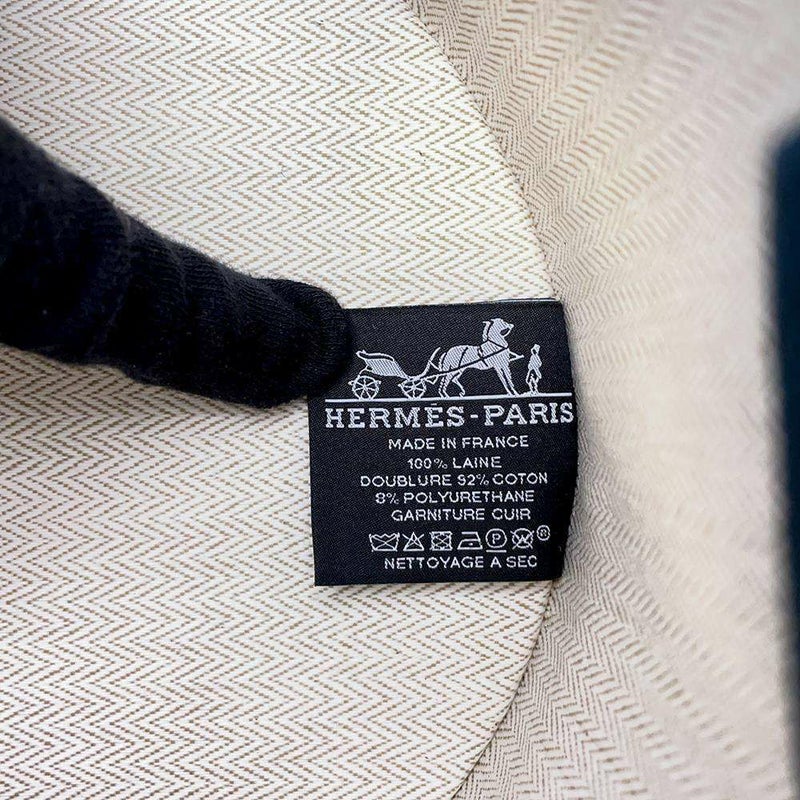 HERMÈS-PARIS
MADE IN FRANCE
100% LAINE
DOUBLURE 92% COTON
8% POLYURETHANE
GARNITURE CUIR
P W ®
NETTOYAGE A SEC